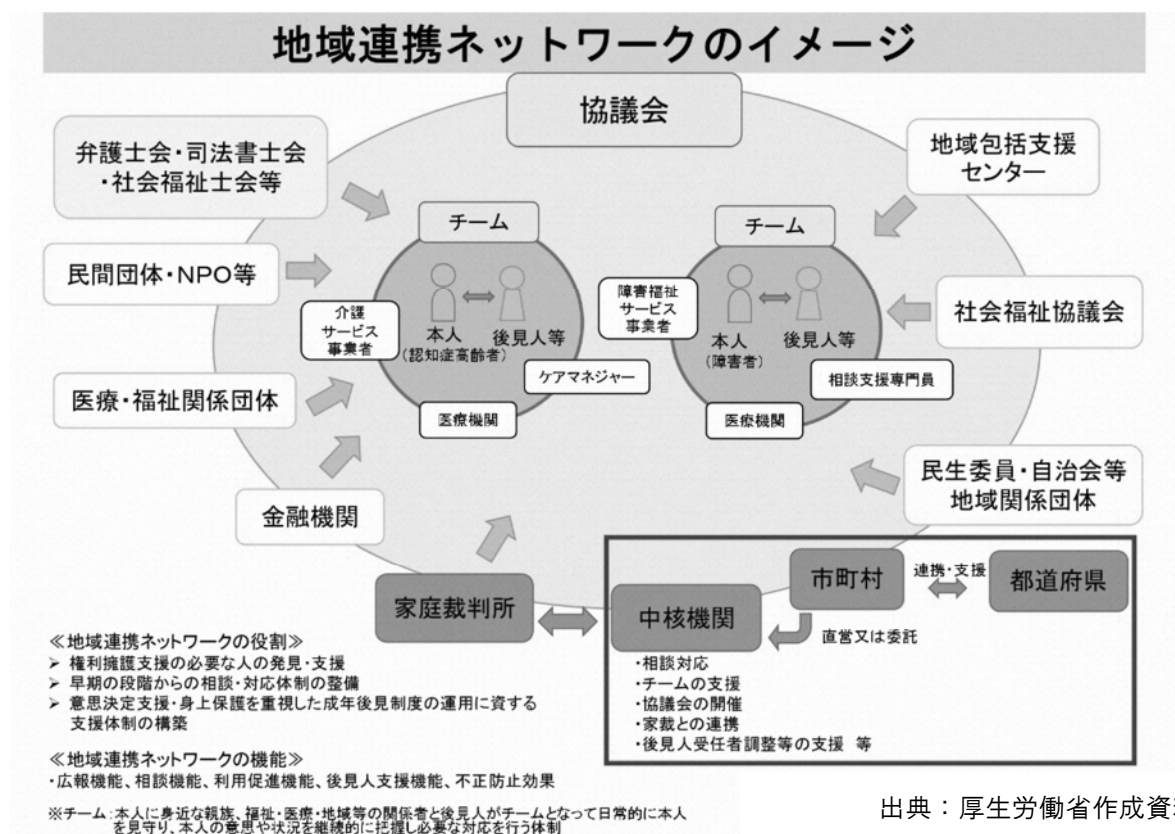 地域連携ネットワークのイメージ
協議会
弁護士会・司法書士会
・社会福祉士会等
地域包括支援
センター
チーム
チーム
民間団体・NPO等
介護
サービス
事業者
本人
(認知症高齢者)
後見人等
障害福祉
サービス
事業者
本人
(障害者)
後見人等
社会福祉協議会
ケアマネジャー
相談支援専門員
医療・福祉関係団体
医療機関
医療機関
金融機関
民生委員・自治会等
地域関係団体
家庭裁判所
中核機関
市町村
連携・支援
都道府県
直営又は委託
・相談対応
・チームの支援
・協議会の開催
・家裁との連携
・後見人受任者調整等の支援 等
≪地域連携ネットワークの役割≫
➢ 権利擁護支援の必要な人の発見・支援
➢ 早期の段階からの相談・対応体制の整備
➢ 意思決定支援・身上保護を重視した成年後見制度の運用に資する
支援体制の構築
≪地域連携ネットワークの機能≫
・広報機能、相談機能、利用促進機能、後見人支援機能、不正防止効果
※チーム:本人に身近な親族、福祉・医療・地域等の関係者と後見人がチームとなって日常的に本人
を見守り、本人の意思や状況を継続的に把握し必要な対応を行う体制
出典：厚生労働省作成資